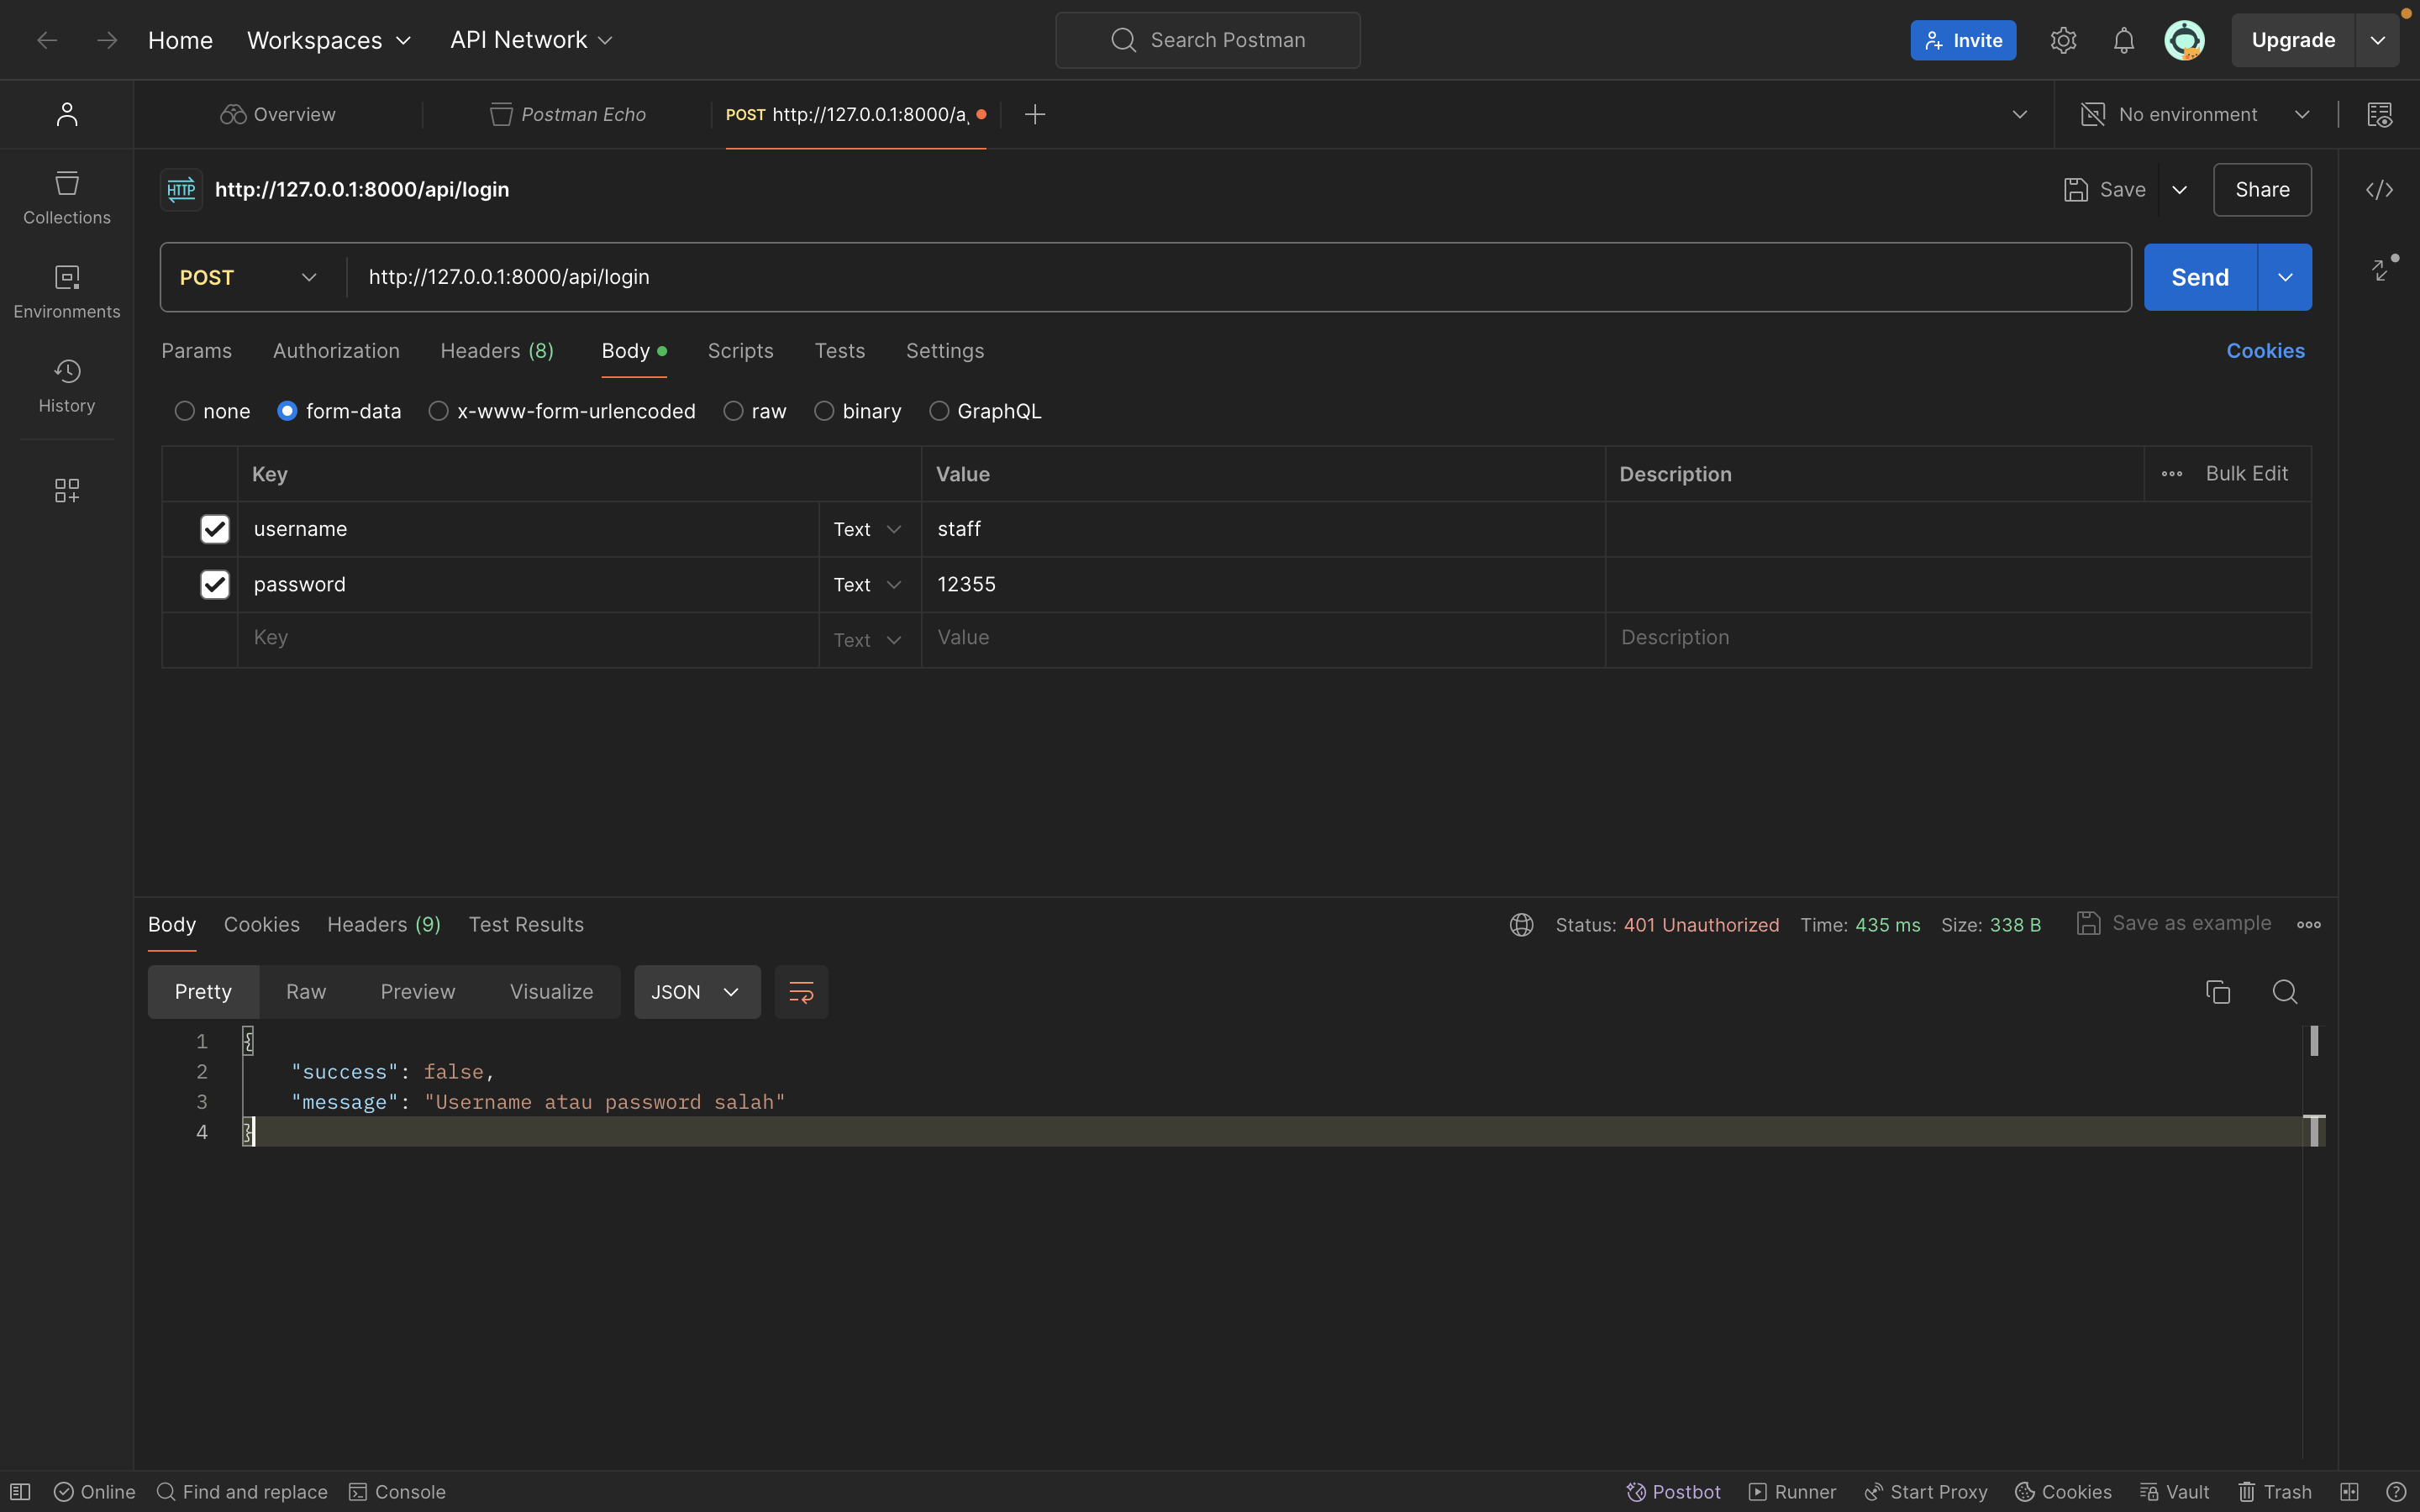 Home Workspaces API Network Search Postman Invite Upgrade
Overview Postman Echo POST http://127.0.0.1:8000/a No environment
HTTP http://127.0.0.1:8000/api/login Save Share
Collections
POST http://127.0.0.1:8000/api/login Send
Environments
Params Authorization Headers (8) Body Scripts Tests Settings Cookies
History
none form-data x-www-form-urlencoded raw binary GraphQL
Key Value Description Bulk Edit
username Text staff
password Text 12355
Key Text Value Description
Body Cookies Headers (9) Test Results Status: 401 Unauthorized Time: 435 ms Size: 338 B Save as example
Pretty Raw Preview Visualize JSON
1 {
2 "success": false,
3 "message": "Username atau password salah"
4 }
Online Find and replace Console Postbot Runner Start Proxy Cookies Vault Trash